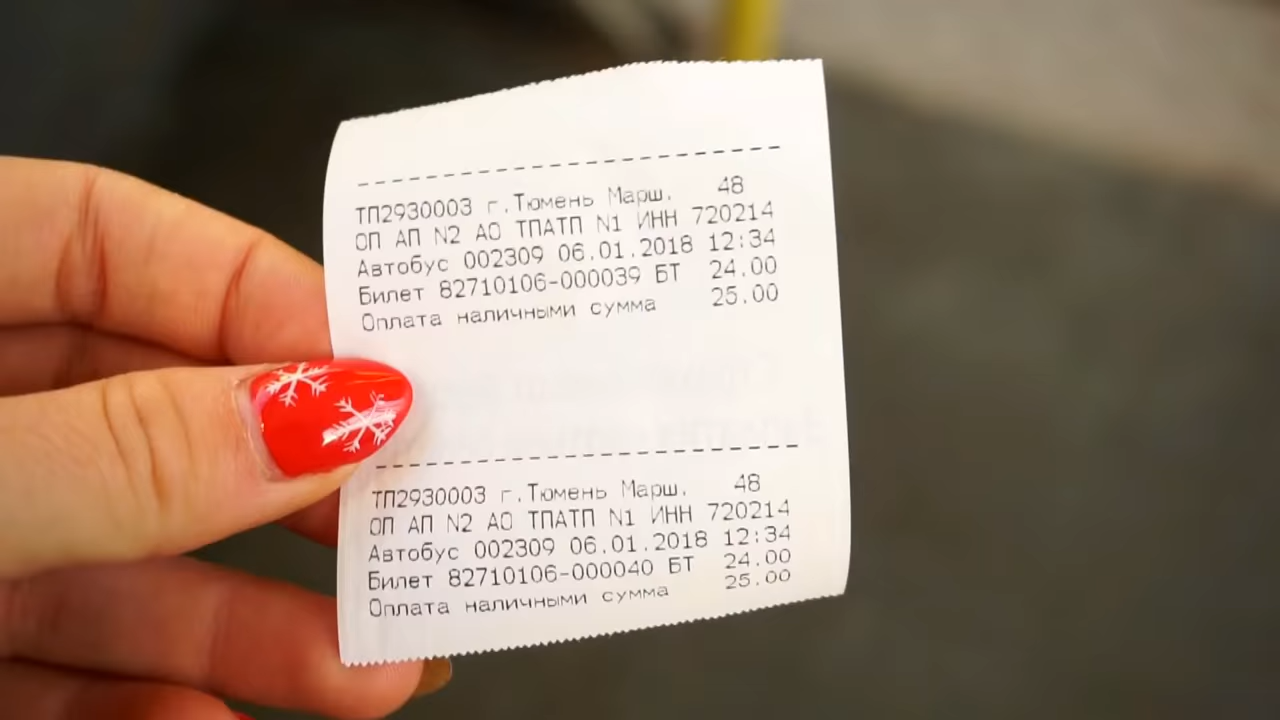 ТП2930003 г.Тюмень Марш. 48
ОП АП N2 АО ТПАТП N1 ИНН 720214
Автобус 002309 06.01.2018 12:34
Билет 82710106-000039 БТ 24.00
Оплата наличными сумма 25.00
ТП2930003 г.Тюмень Марш. 48
ОП АП N2 АО ТПАТП N1 ИНН 720214
Автобус 002309 06.01.2018 12:34
Билет 82710106-000040 БТ 24.00
Оплата наличными сумма 25.00